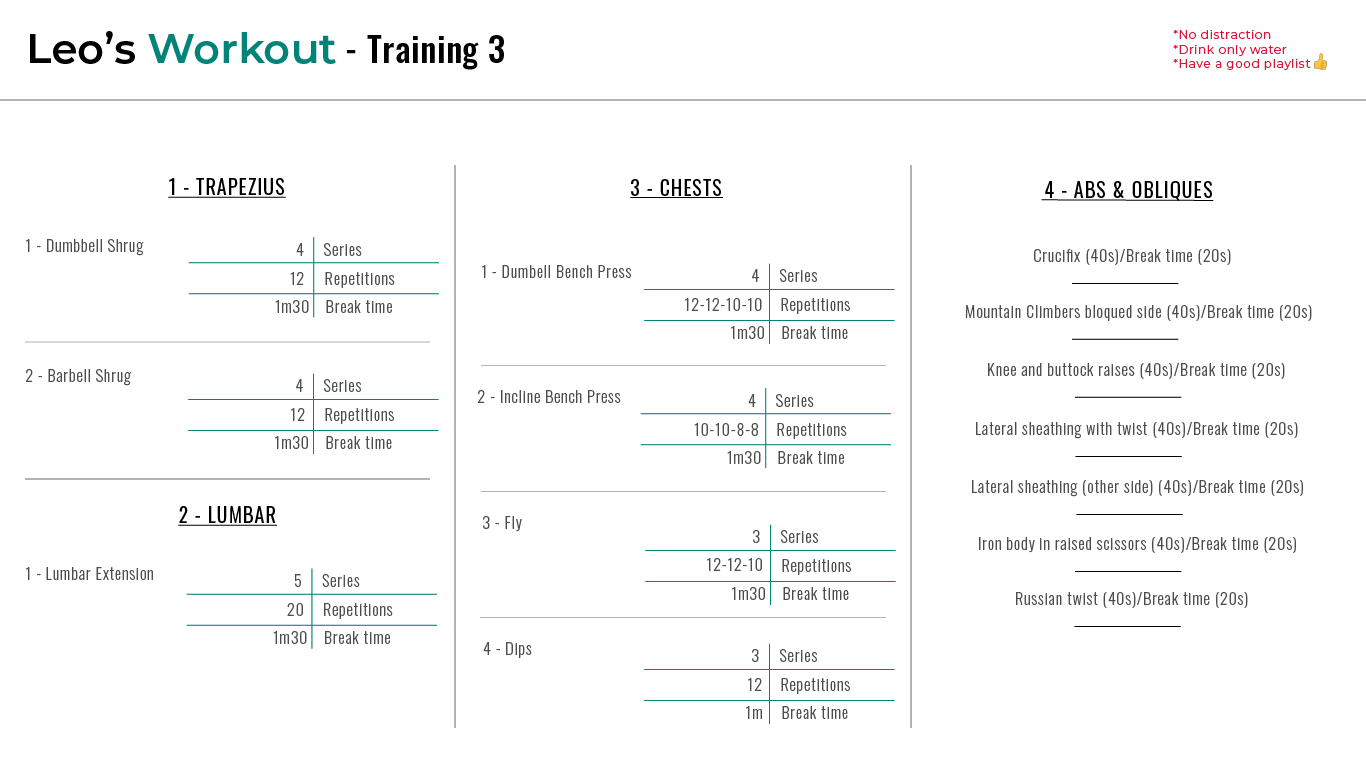 Leo's Workout - Training 3
*No distraction
*Drink only water
*Have a good playlist👍
1 - TRAPEZIUS
1 - Dumbbell Shrug
4 Series
12 Repetitions
1m30 Break time
2 - Barbell Shrug
4 Series
12 Repetitions
1m30 Break time
2 - LUMBAR
1 - Lumbar Extension
5 Series
20 Repetitions
1m30 Break time
3 - CHESTS
1 - Dumbell Bench Press
4 Series
12-12-10-10 Repetitions
1m30 Break time
2 - Incline Bench Press
4 Series
10-10-8-8 Repetitions
1m30 Break time
3 - Fly
3 Series
12-12-10 Repetitions
1m30 Break time
4 - Dips
3 Series
12 Repetitions
1m Break time
4 - ABS & OBLIQUES
Crucifix (40s)/Break time (20s)
Mountain Climbers bloqued side (40s)/Break time (20s)
Knee and buttock raises (40s)/Break time (20s)
Lateral sheathing with twist (40s)/Break time (20s)
Lateral sheathing (other side) (40s)/Break time (20s)
Iron body in raised scissors (40s)/Break time (20s)
Russian twist (40s)/Break time (20s)